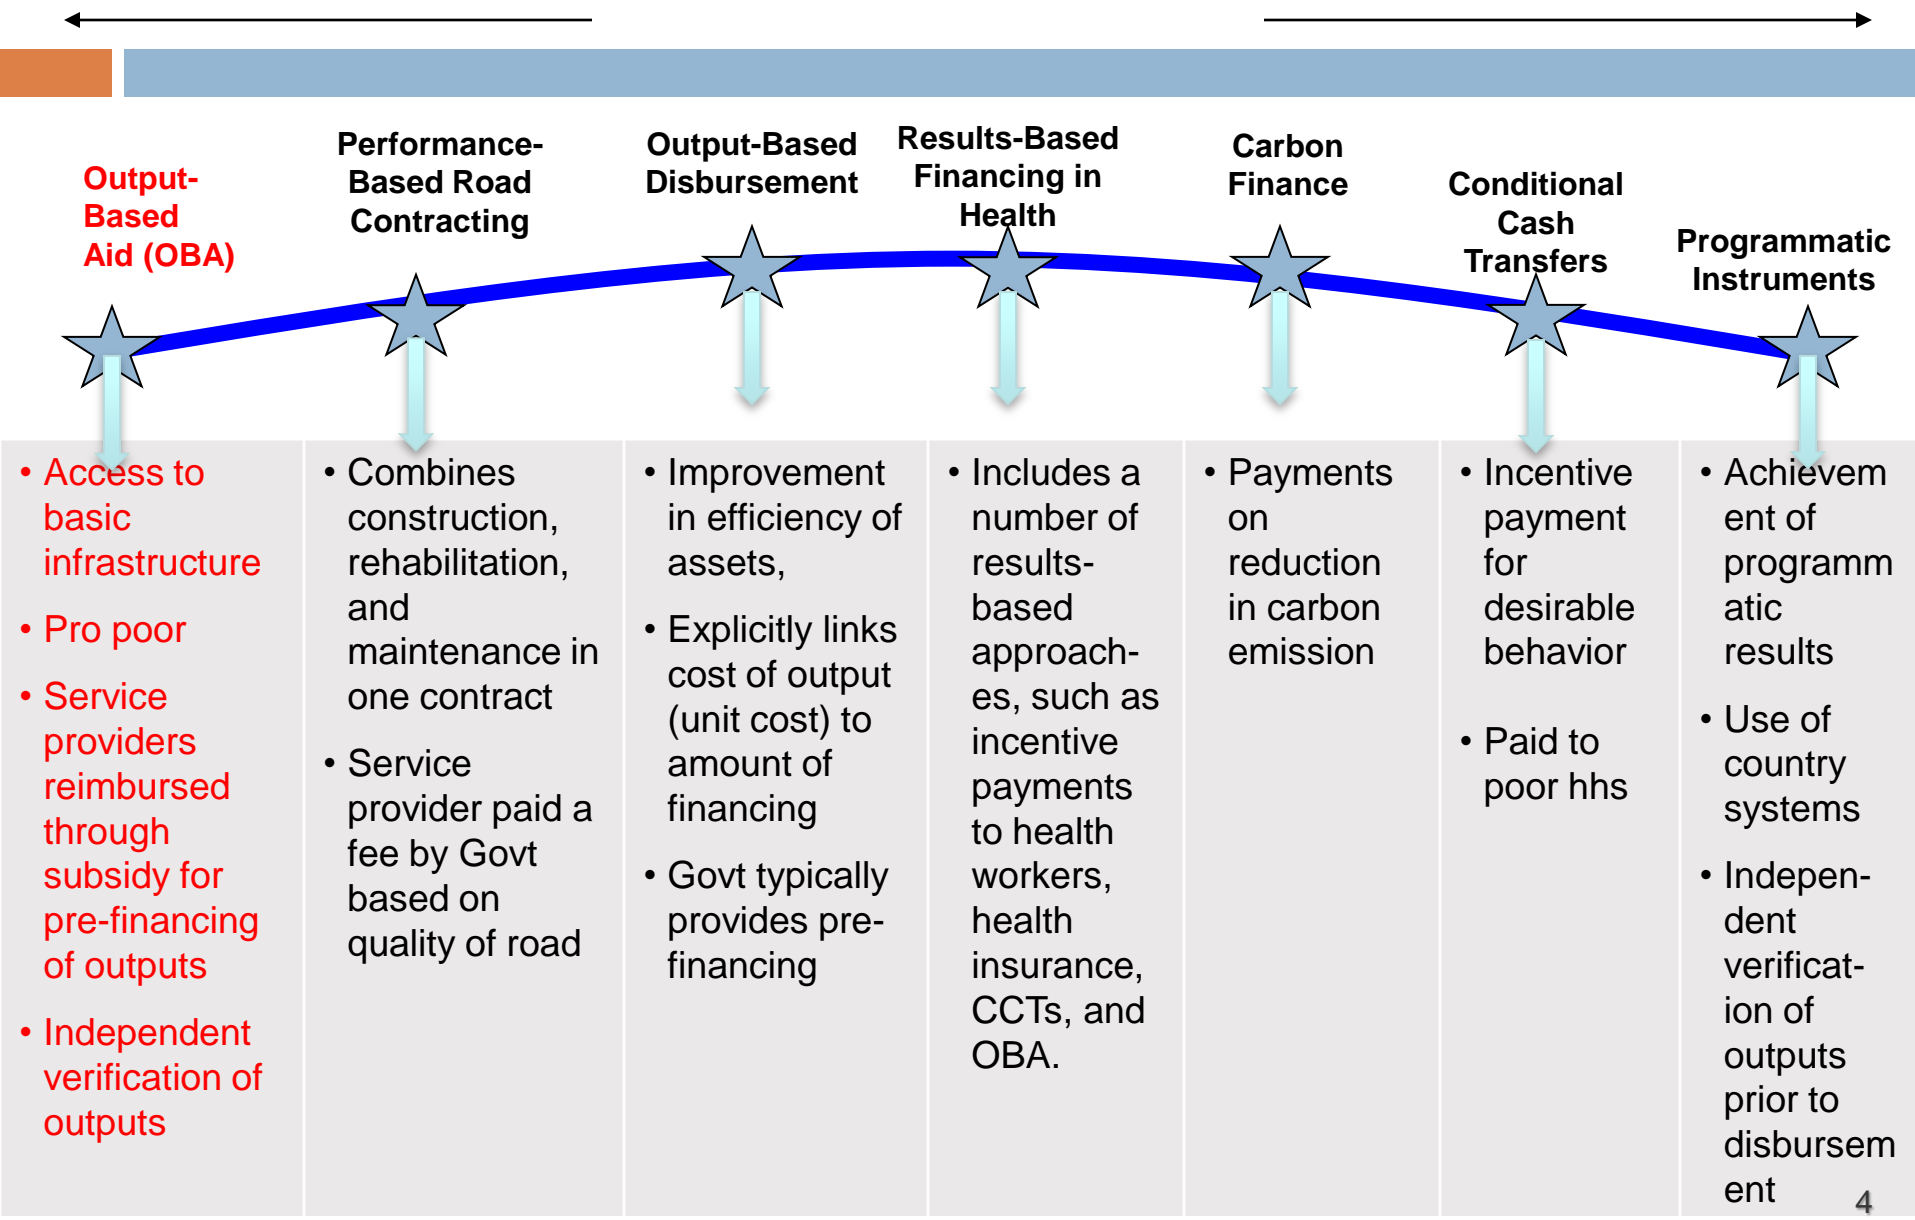 Output-
Based
Aid (OBA)
Performance-
Based Road
Contracting
Output-Based
Disbursement
Results-Based
Financing in
Health
Carbon
Finance
Conditional
Cash
Transfers
Programmatic
Instruments
• Access to
basic
infrastructure
• Pro poor
• Service
providers
reimbursed
through
subsidy for
pre-financing
of outputs
• Independent
verification of
outputs
• Combines
construction,
rehabilitation,
and
maintenance in
one contract
• Service
provider paid a
fee by Govt
based on
quality of road
• Improvement
in efficiency of
assets,
• Explicitly links
cost of output
(unit cost) to
amount of
financing
• Govt typically
provides pre-
financing
• Includes a
number of
results-
based
approach-
es, such as
incentive
payments
to health
workers,
health
insurance,
CCTs, and
OBA.
• Payments
on
reduction
in carbon
emission
• Incentive
payment
for
desirable
behavior
• Paid to
poor hhs
• Achievem
ent of
programm
atic
results
• Use of
country
systems
• Indepen-
dent
verificat-
ion of
outputs
prior to
disbursem
ent
4